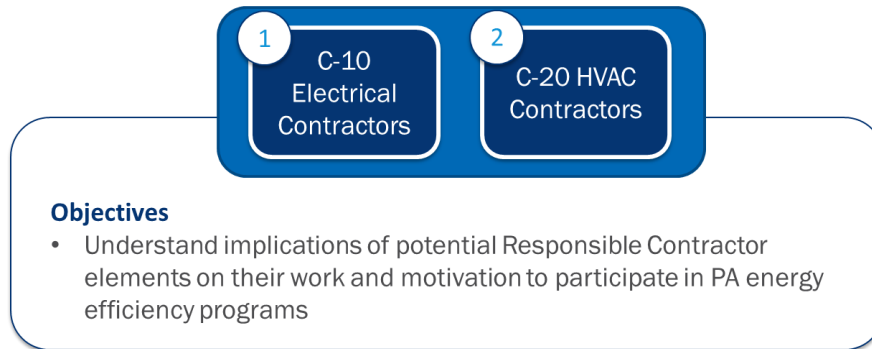 1
C-10
Electrical
Contractors
2
C-20 HVAC
Contractors
Objectives
• Understand implications of potential Responsible Contractor
elements on their work and motivation to participate in PA energy
efficiency programs